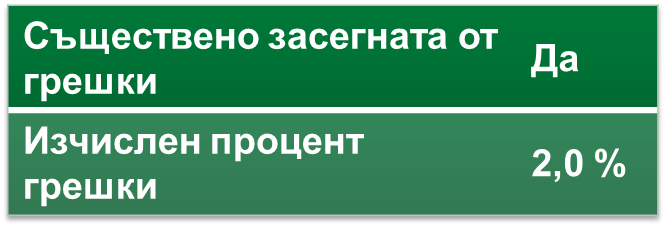 Съществено засегната от
грешки
Да
Изчислен процент
грешки
2,0 %